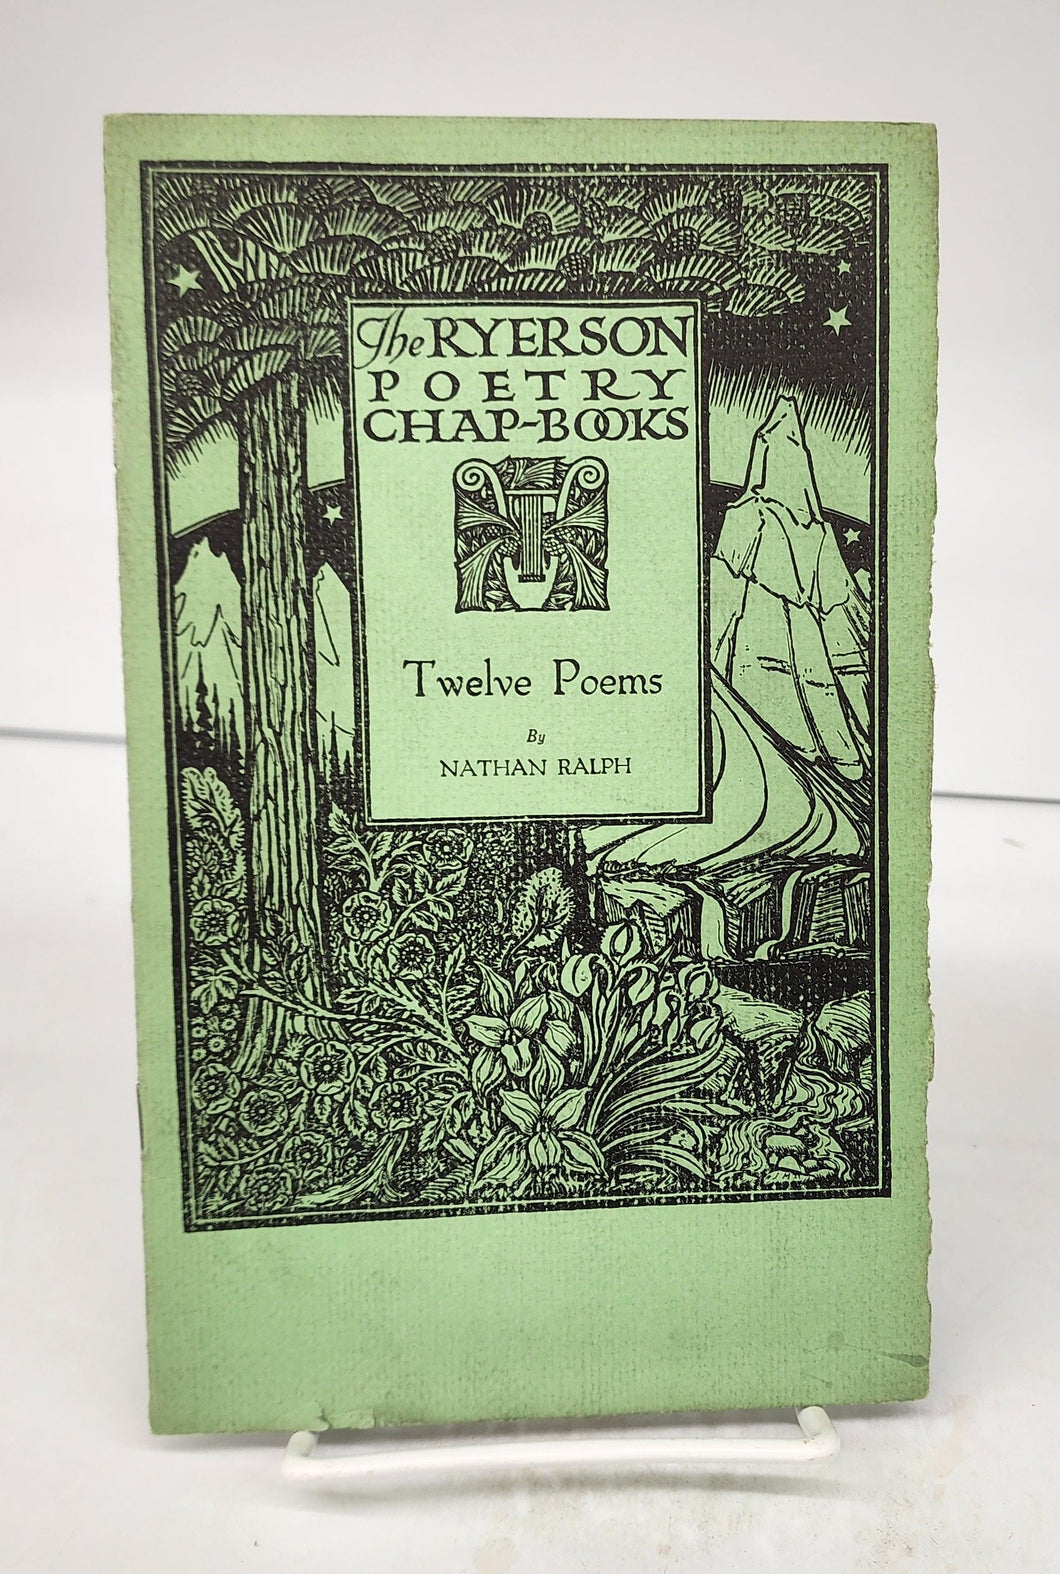 The RYERSON
POETRY
CHAP-BOOKS
Twelve Poems
By
NATHAN RALPH